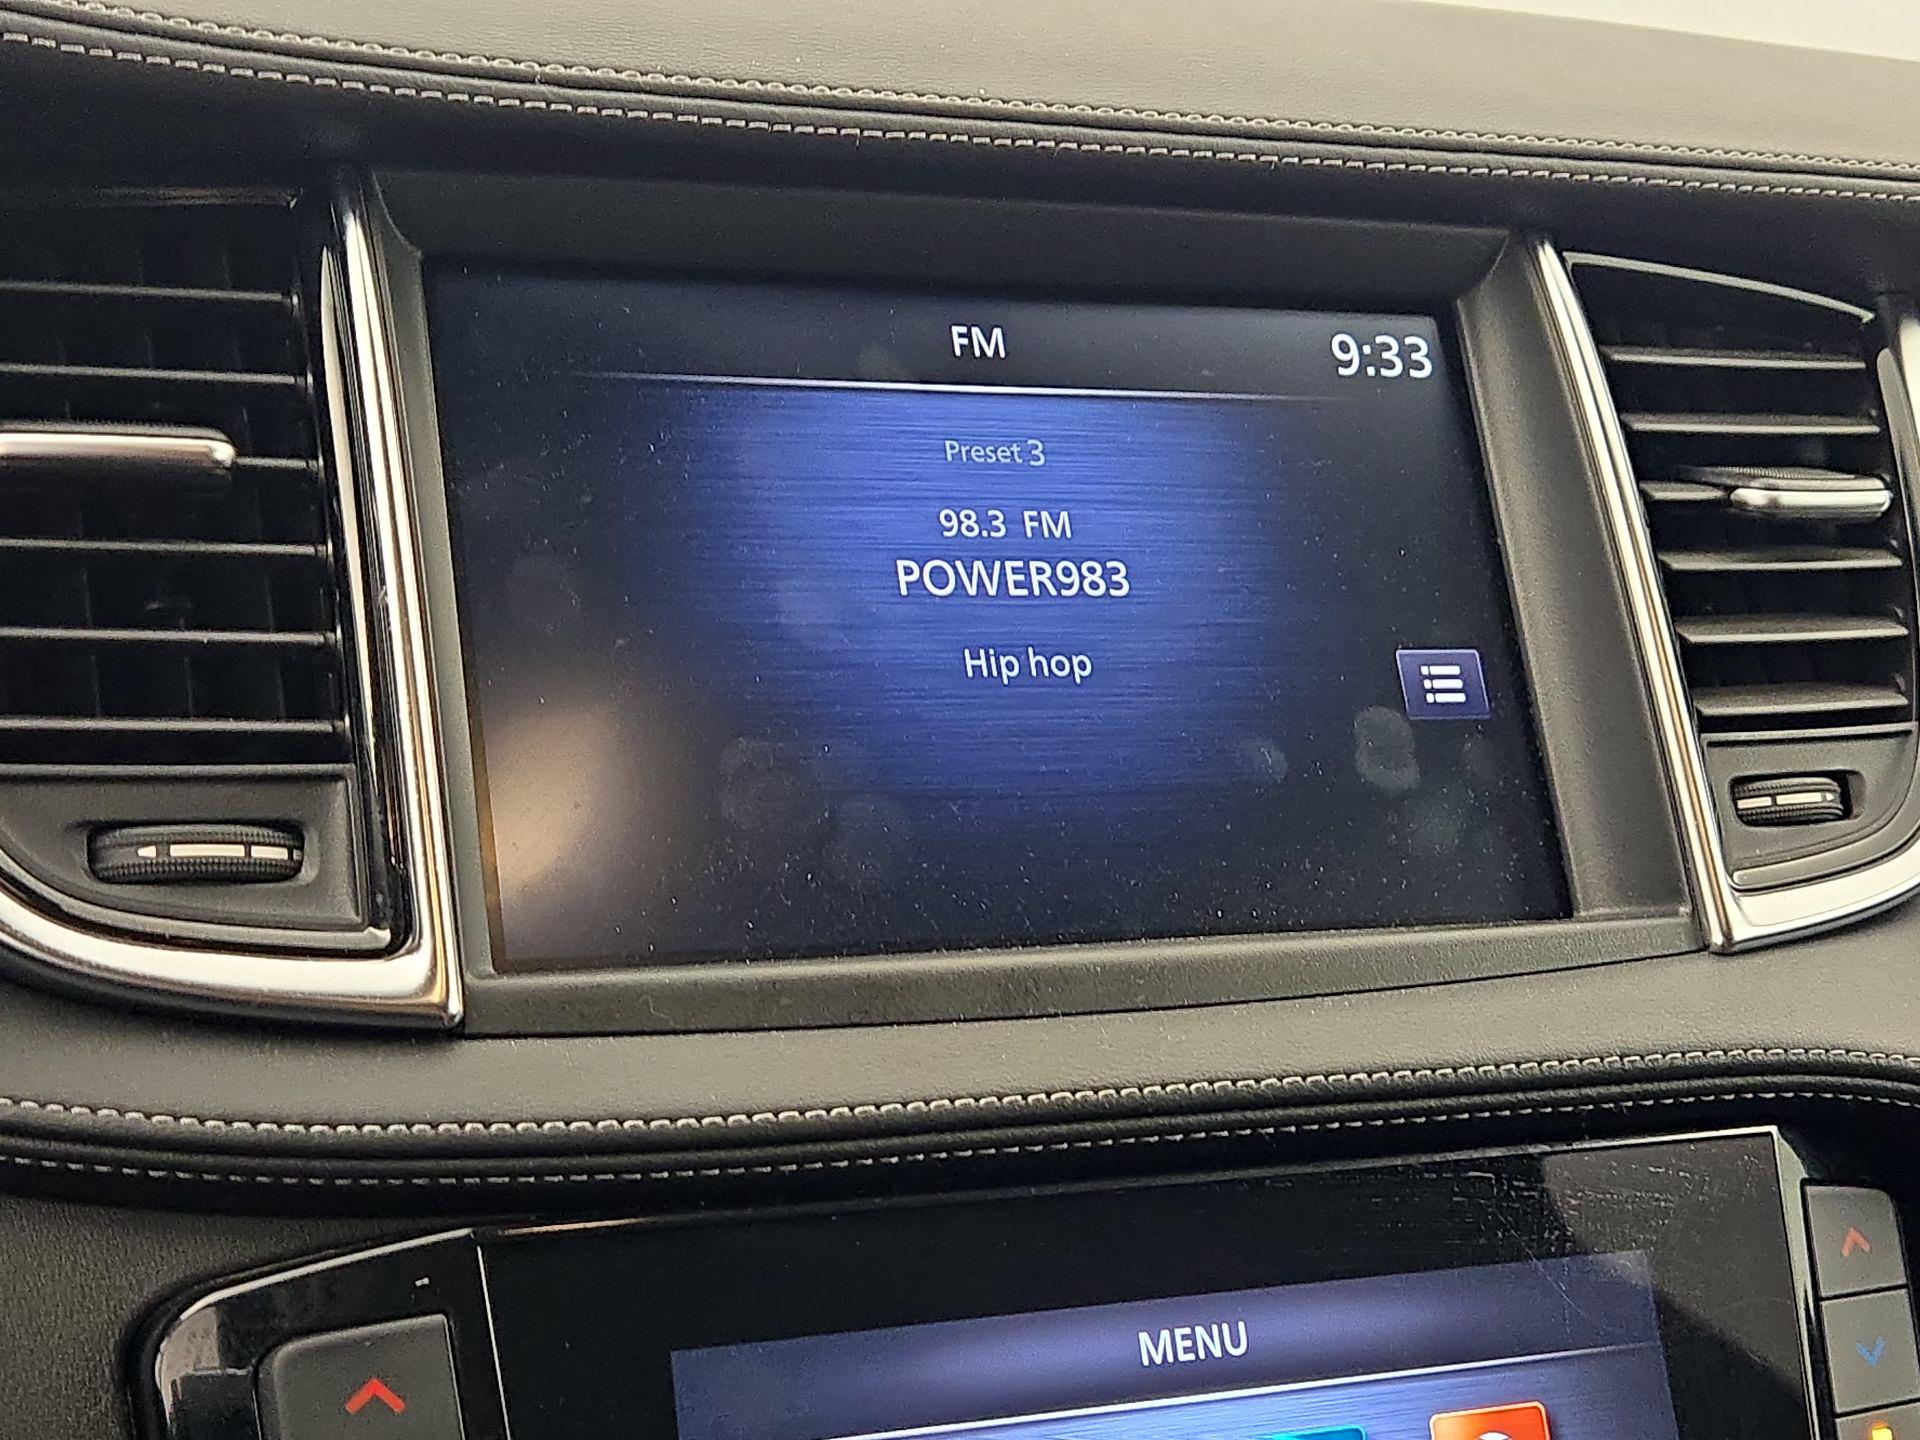 FM
9:33
Preset 3
98.3 FM
POWER983
Hip hop
MENU